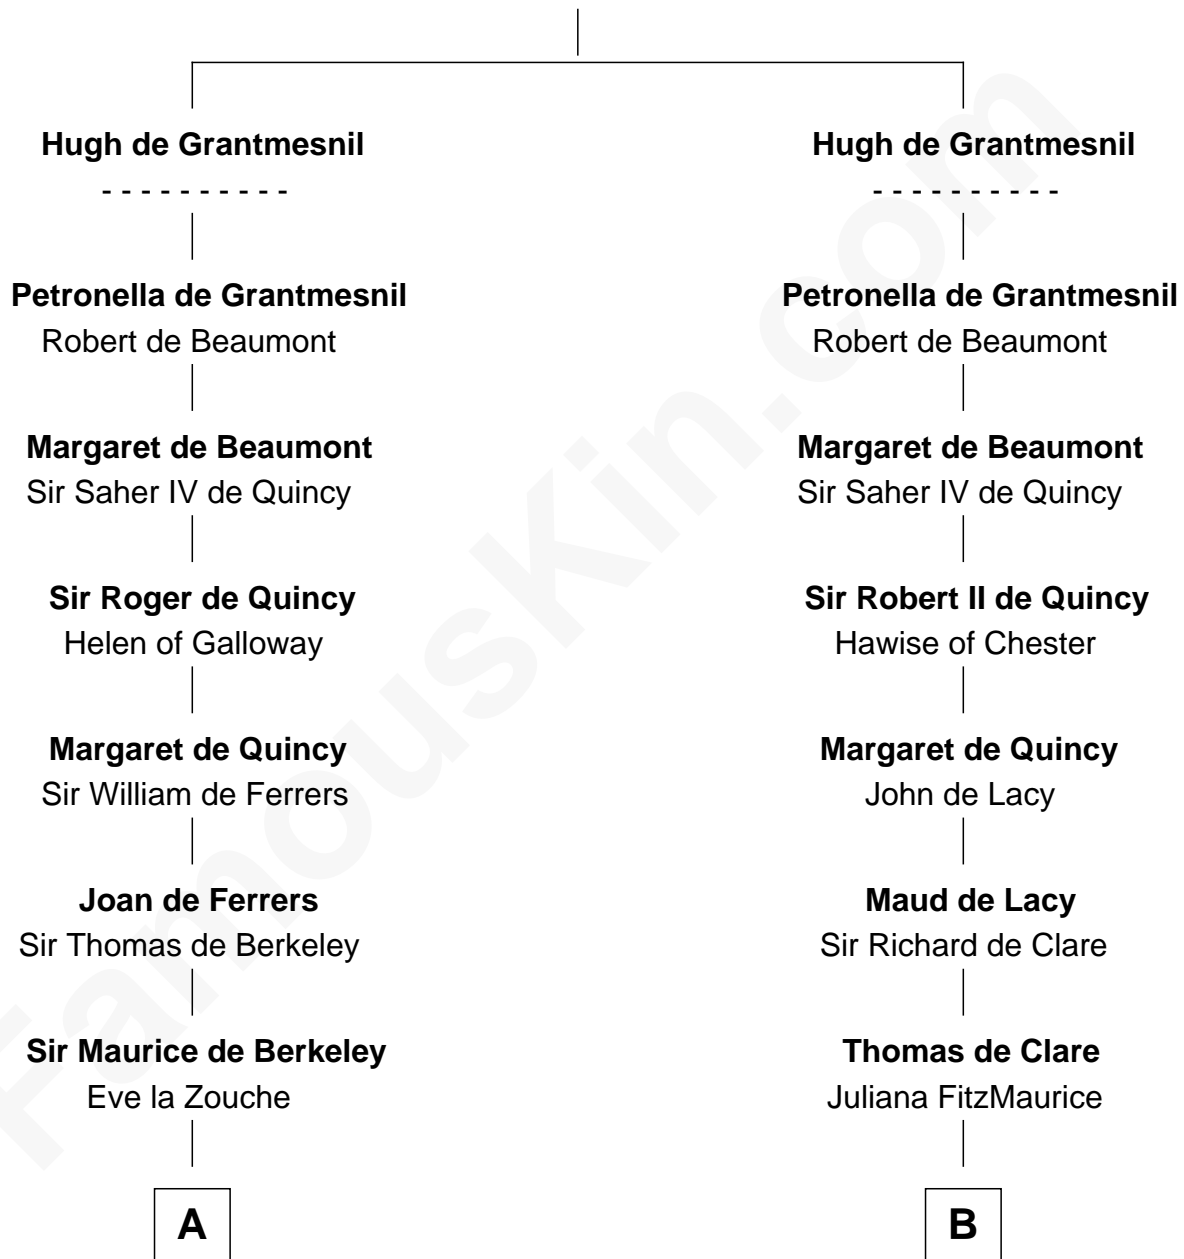 Hugh de Grantmesnil
- - - - - - - - - -
Petronella de Grantmesnil
Robert de Beaumont
Margaret de Beaumont
Sir Saher IV de Quincy
Sir Roger de Quincy
Helen of Galloway
Margaret de Quincy
Sir William de Ferrers
Joan de Ferrers
Sir Thomas de Berkeley
Sir Maurice de Berkeley
Eve la Zouche
A
Hugh de Grantmesnil
- - - - - - - - - -
Petronella de Grantmesnil
Robert de Beaumont
Margaret de Beaumont
Sir Saher IV de Quincy
Sir Robert II de Quincy
Hawise of Chester
Margaret de Quincy
John de Lacy
Maud de Lacy
Sir Richard de Clare
Thomas de Clare
Juliana FitzMaurice
B
FamousKin.com